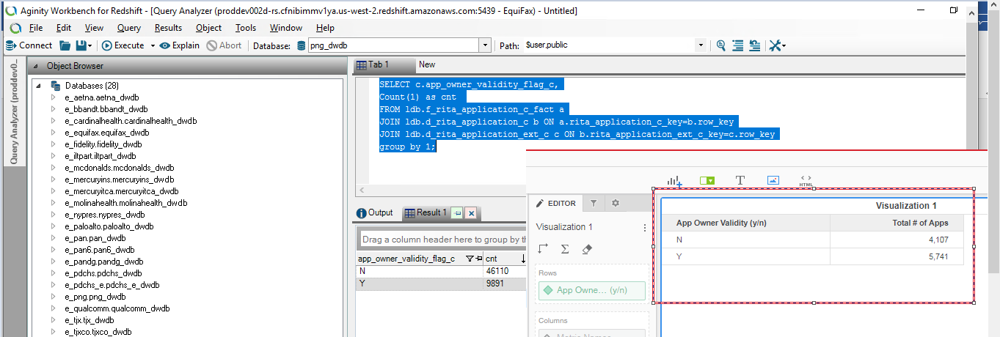 Aginity Workbench for Redshift - [Query Analyzer (proddev002d-rs.cfnibimmv1ya.us-west-2.redshift.amazonaws.com:5439 - EquiFax) - Untitled]
File Edit View Query Results Object Tools Window Help
Connect Execute Explain Abort Database: png_dwdb Path: $user,public
Query Analyzer (proddev0...
Object Browser
Databases (28)
e_aetna.aetna_dwdb
e_bbandt.bbandt_dwdb
e_cardinalhealth.cardinalhealth_dwdb
e_equifax.equifax_dwdb
e_fidelity.fidelity_dwdb
e_iltpart.iltpart_dwdb
e_mcdonalds.mcdonalds_dwdb
e_mercuryins.mercuryins_dwdb
e_mercuryitca.mercuryitca_dwdb
e_molinahealth.molinahealth_dwdb
e_nypres.nypres_dwdb
e_paloalto.paloalto_dwdb
e_pan.pan_dwdb
e_pan6.pan6_dwdb
e_pandg.pandg_dwdb
e_pdchs.pdchs_dwdb
e_pdchs_e.pdchs_e_dwdb
e_png.png_dwdb
e_qualcomm.qualcomm_dwdb
e_tjx.tjx_dwdb
e_tjxco.tjxco_dwdb
Tab 1 New
SELECT c.app_owner_validity_flag_c,
Count(1) as cnt
FROM ldb.f_rita_application_c_fact a
JOIN ldb.d_rita_application_c b ON a.rita_application_c_key=b.row_key
JOIN ldb.d_rita_application_ext_c c ON b.rita_application_ext_c_key=c.row_key
group by 1;
Output Result 1
Drag a column header here to group by th
app_owner_validity_flag_c cnt
N 46110
Y 9891
T HTML
EDITOR
Visualization 1
Rows
App Owne... (y/n)
Columns
Metric Names
Visualization 1
App Owner Validity (y/n) Total # of Apps
N 4,107
Y 5,741